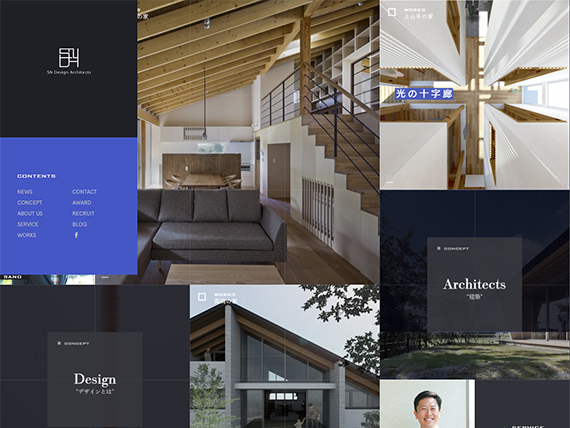 SN Design Architects
CONTENTS
NEWS
CONTACT
CONCEPT
AWARD
ABOUT US
RECRUIT
SERVICE
BLOG
WORKS
の家
WORKS
上山手の家
光の十字廊
CONCEPT
Architects
“建築”
CONCEPT
Design
“デザインとは”
WORKS
SERVICE